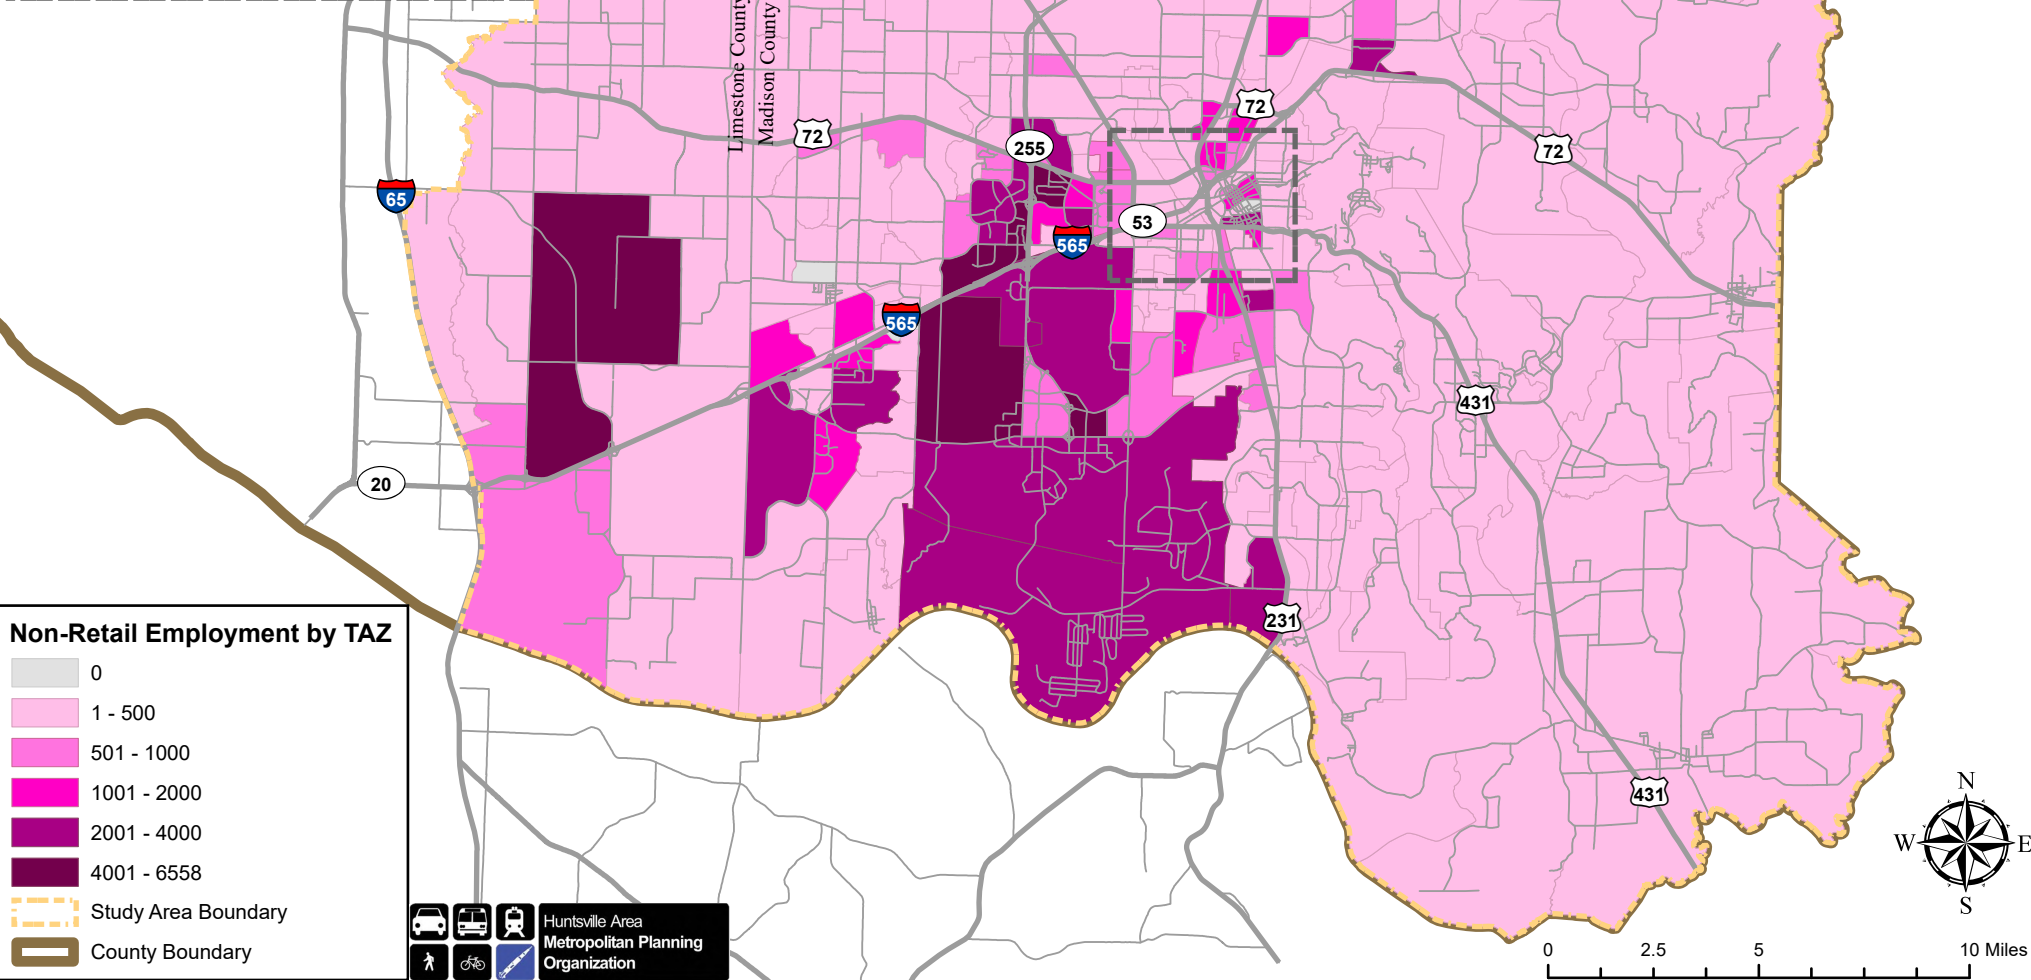 Limestone County
Madison County
72
72
72
255
65
53
565
565
431
20
231
431
Non-Retail Employment by TAZ
0
1 - 500
501 - 1000
1001 - 2000
2001 - 4000
4001 - 6558
Study Area Boundary
County Boundary
Huntsville Area
Metropolitan Planning
Organization
N
W E
S
0 2.5 5 10 Miles